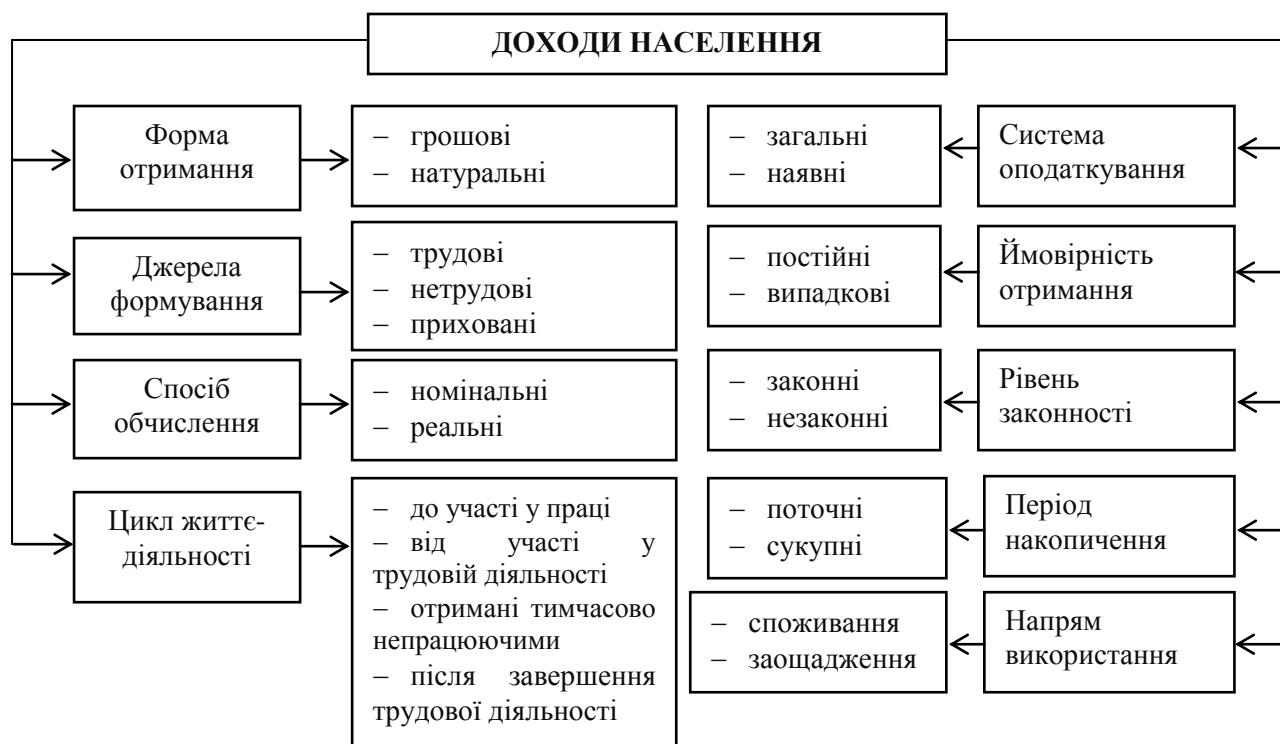 ДОХОДИ НАСЕЛЕННЯ
Форма
отримання
– грошові
– натуральні
Джерела
формування
– трудові
– нетрудові
– приховані
Спосіб
обчислення
– номінальні
– реальні
Цикл життє-
діяльності
– до участі у праці
– від участі у
трудовій діяльності
– отримані тимчасово
непрацюючими
– після завершення
трудової діяльності
– загальні
– наявні
Система
оподаткування
– постійні
– випадкові
Ймовірність
отримання
– законні
– незаконні
Рівень
законності
– поточні
– сукупні
Період
накопичення
– споживання
– заощадження
Напрям
використання